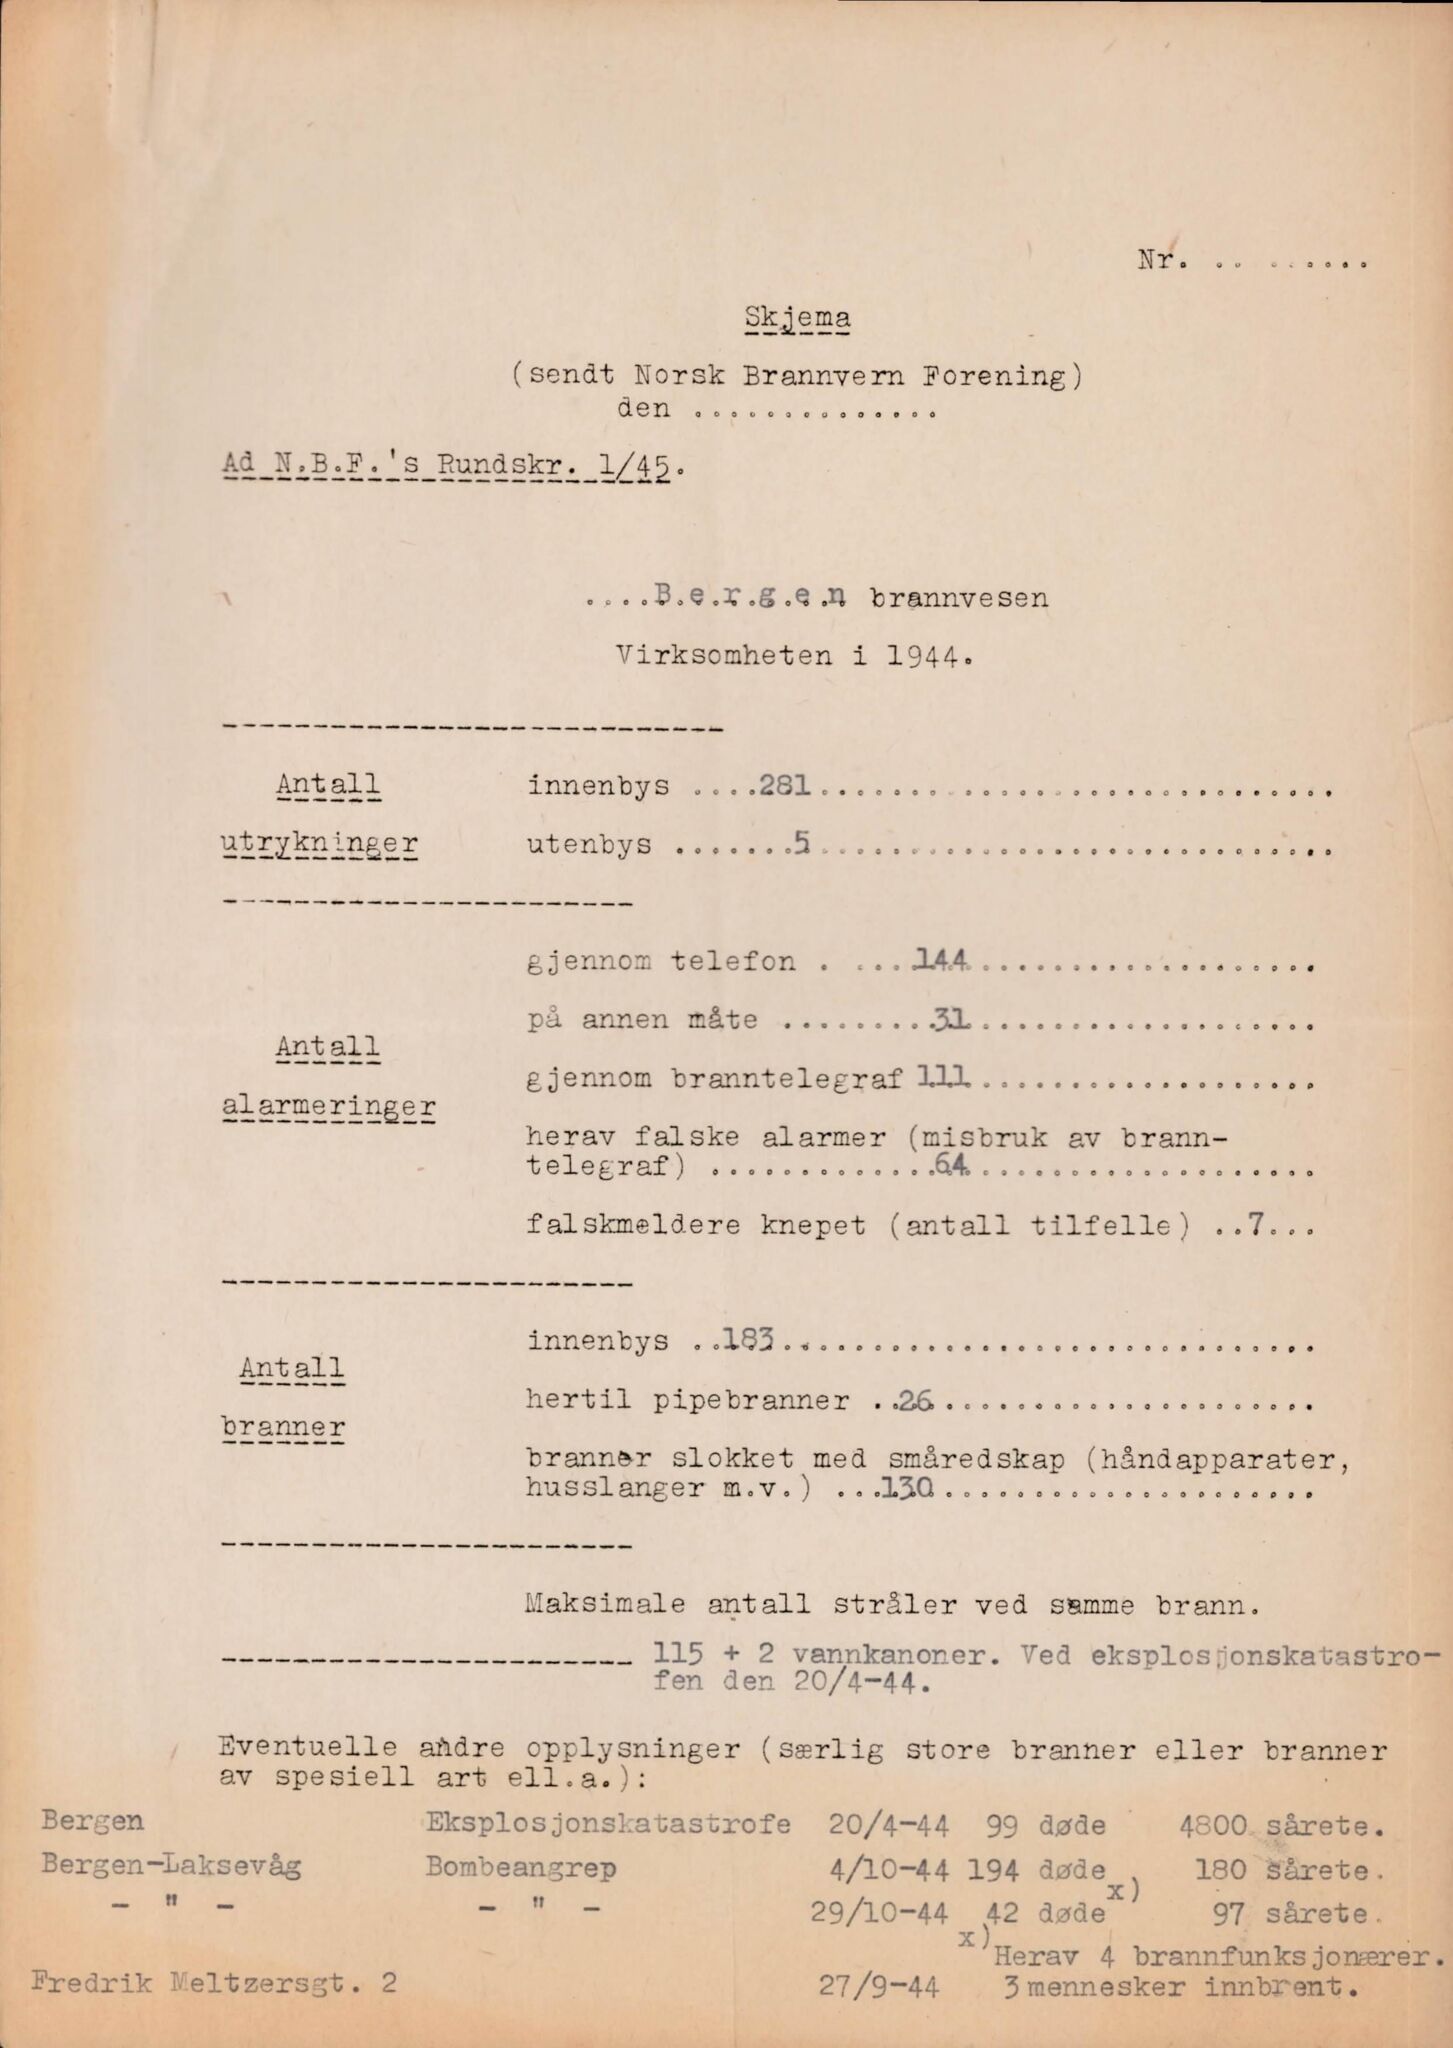 Nr. .. .......
Skjema
(sendt Norsk Brannvern Forening)
den ..............
Ad N.B.F.'s Rundskr. 1/45.
....B.e.r.g.e.n brannvesen
Virksomheten i 1944.
----------------------------
Antall innenbys ....281.............................
utrykninger utenbys .......5.............................
-----------------------
gjennom telefon . ....144...................
på annen måte .........31...................
Antall
gjennom branntelegraf 111...................
alarmeringer
herav falske alarmer (misbruk av brann-
telegraf) .............64...................
falskmeldere knepet (antall tilfelle) ..7...
-----------------------
innenbys ..183..............................
Antall
hertil pipebranner ..26.....................
branner
branner slokket med småredskap (håndapparater,
husslanger m.v.) ...130.....................
-----------------------
Maksimale antall stråler ved samme brann.
----------------------- 115 + 2 vannkanoner. Ved eksplosjonskatastro-
fen den 20/4-44.
Eventuelle andre opplysninger (særlig store branner eller branner
av spesiell art ell.a.):
Bergen Eksplosjonskatastrofe 20/4-44 99 døde 4800 sårete.
Bergen-Laksevåg Bombeangrep 4/10-44 194 døde 180 sårete.
- " - - " - 29/10-44 42 døde x) 97 sårete.
x) Herav 4 brannfunksjonærer.
Fredrik Meltzersgt. 2 27/9-44 3 mennesker innbrent.